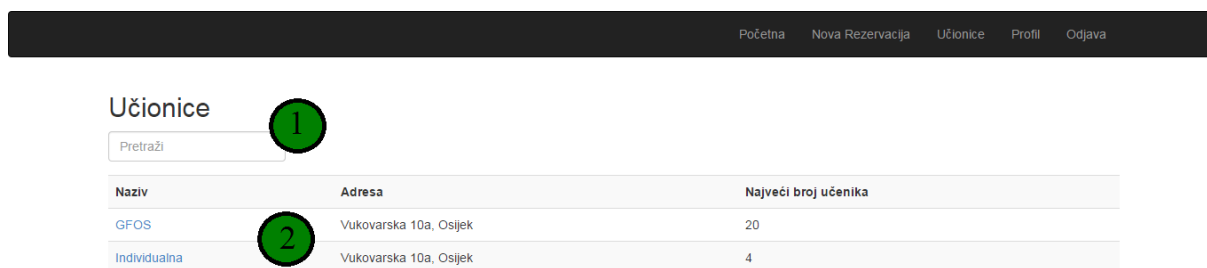 Početna Nova Rezervacija Učionice Profil Odjava
Učionice
1
Pretraži
Naziv Adresa Najveći broj učenika
GFOS Vukovarska 10a, Osijek 20
2
Individualna Vukovarska 10a, Osijek 4